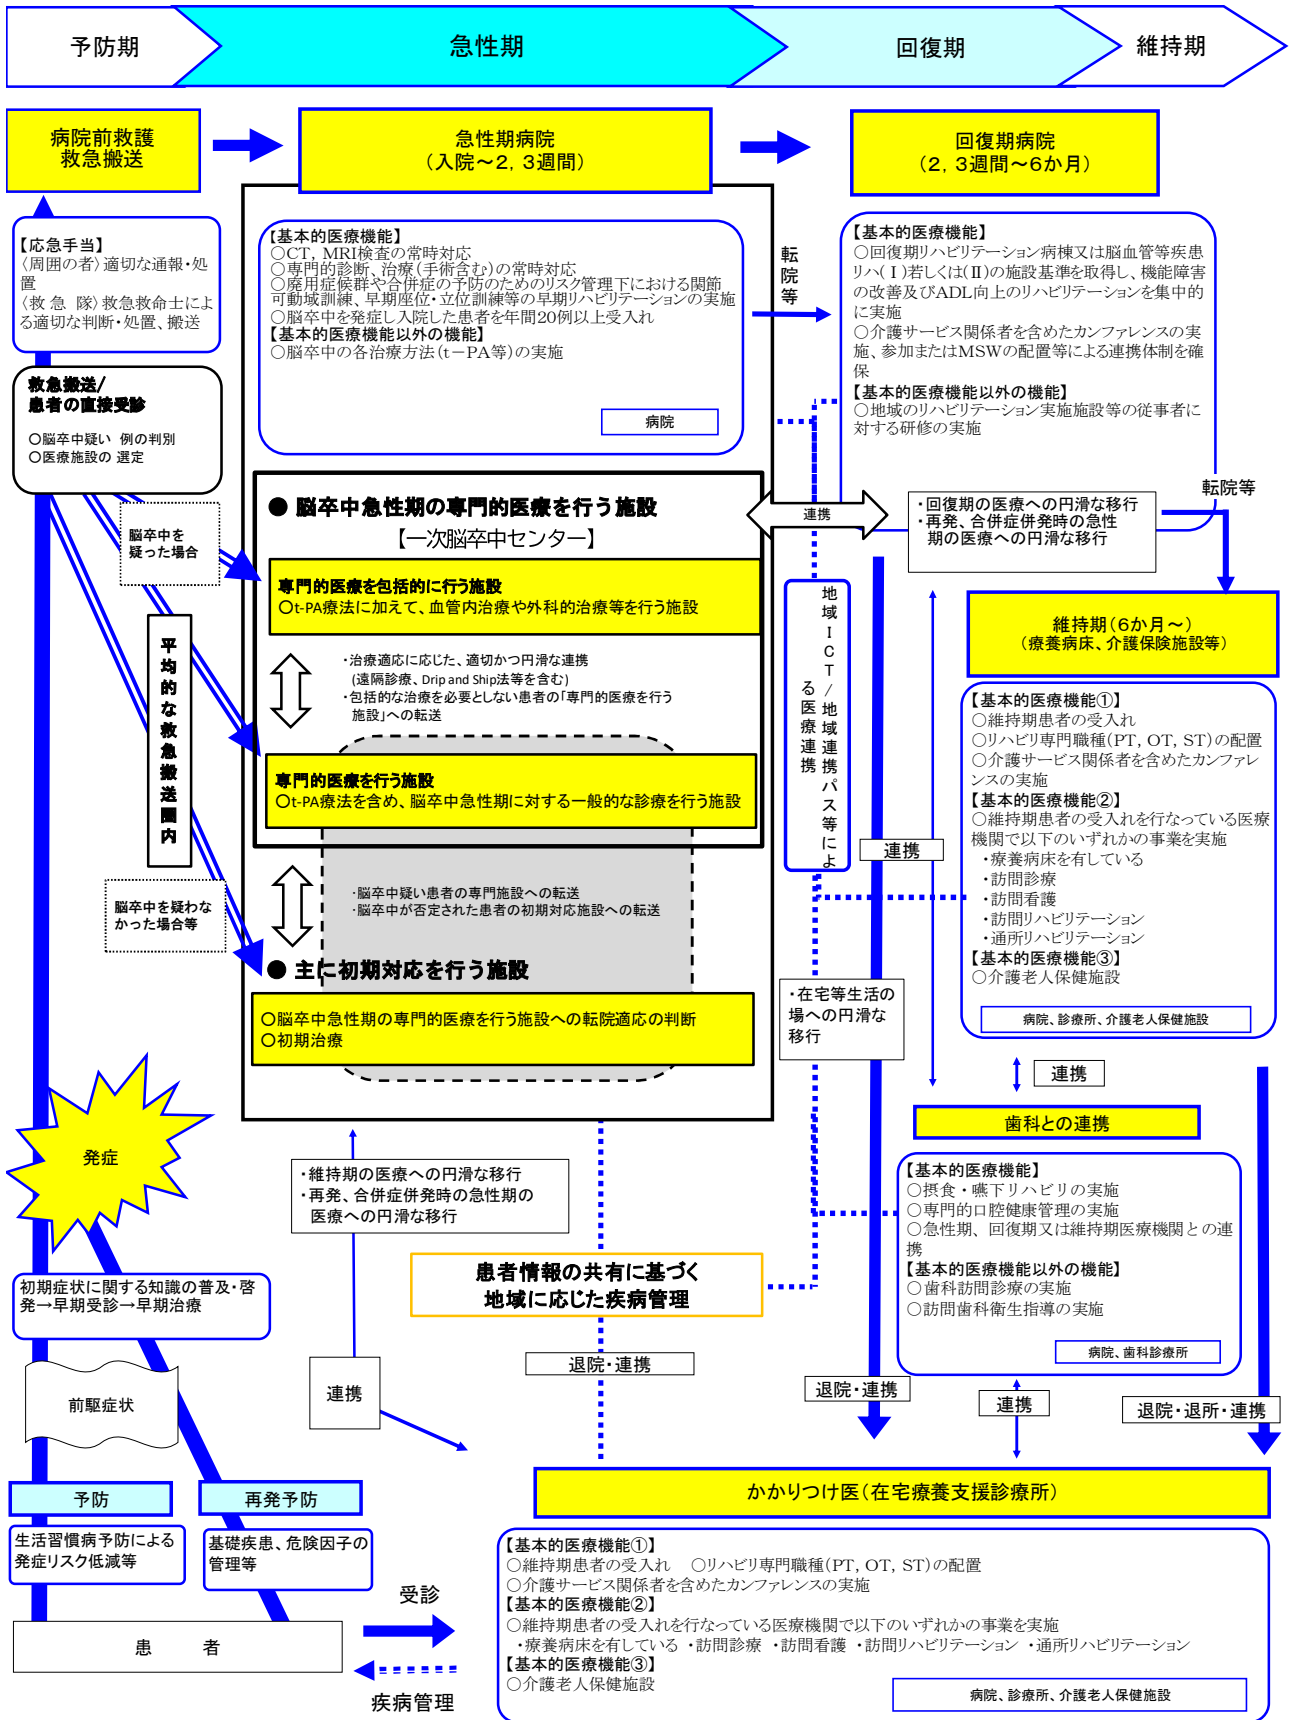 予防期
急性期
回復期
維持期
病院前救護
救急搬送
急性期病院
（入院～2，3週間）
回復期病院
（2，3週間～6か月）
【応急手当】
〈周囲の者〉適切な通報・処
置
〈救 急 隊〉救急救命士によ
る適切な判断・処置、搬送
【基本的医療機能】
○CT，MRI検査の常時対応
○専門的診断、治療（手術含む）の常時対応
○廃用症候群や合併症の予防のためのリスク管理下における関節
可動域訓練、早期座位・立位訓練等の早期リハビリテーションの実施
○脳卒中を発症し入院した患者を年間20例以上受入れ
【基本的医療機能以外の機能】
○脳卒中の各治療方法（t－PA等）の実施
病院
転院等
【基本的医療機能】
○回復期リハビリテーション病棟又は脳血管等疾患
リハ(Ⅰ)若しくは(Ⅱ)の施設基準を取得し、機能障害
の改善及びADL向上のリハビリテーションを集中的
に実施
○介護サービス関係者を含めたカンファレンスの実
施、参加またはMSWの配置等による連携体制を確
保
【基本的医療機能以外の機能】
○地域のリハビリテーション実施施設等の従事者に
対する研修の実施
救急搬送/
患者の直接受診
○脳卒中疑い 例の判別
○医療施設の 選定
脳卒中を
疑った場合
● 脳卒中急性期の専門的医療を行う施設
【一次脳卒中センター】
専門的医療を包括的に行う施設
○t-PA療法に加えて、血管内治療や外科的治療等を行う施設
・治療適応に応じた、適切かつ円滑な連携
(遠隔診療、Drip and Ship法等を含む)
・包括的な治療を必要としない患者の「専門的医療を行う
施設」への転送
専門的医療を行う施設
○t-PA療法を含め、脳卒中急性期に対する一般的な診療を行う施設
連携
・回復期の医療への円滑な移行
・再発、合併症併発時の急性
期の医療への円滑な移行
転院等
平均的な救急搬送圏内
地域ICT/地域連携パス等によ
る医療連携
維持期（6か月～）
（療養病床、介護保険施設等）
【基本的医療機能①】
○維持期患者の受入れ
○リハビリ専門職種（PT，OT，ST）の配置
○介護サービス関係者を含めたカンファレ
ンスの実施
【基本的医療機能②】
○維持期患者の受入れを行なっている医療
機関で以下のいずれかの事業を実施
・療養病床を有している
・訪問診療
・訪問看護
・訪問リハビリテーション
・通所リハビリテーション
【基本的医療機能③】
○介護老人保健施設
病院、診療所、介護老人保健施設
連携
脳卒中を疑わな
かった場合等
・脳卒中疑い患者の専門施設への転送
・脳卒中が否定された患者の初期対応施設への転送
● 主に初期対応を行う施設
○脳卒中急性期の専門的医療を行う施設への転院適応の判断
○初期治療
・在宅等生活の
場への円滑な
移行
連携
歯科との連携
発症
・維持期の医療への円滑な移行
・再発、合併症併発時の急性期の
医療への円滑な移行
【基本的医療機能】
○摂食・嚥下リハビリの実施
○専門的口腔健康管理の実施
○急性期、回復期又は維持期医療機関との連
携
【基本的医療機能以外の機能】
○歯科訪問診療の実施
○訪問歯科衛生指導の実施
病院、歯科診療所
初期症状に関する知識の普及・啓
発→早期受診→早期治療
患者情報の共有に基づく
地域に応じた疾病管理
前駆症状
連携
退院・連携
退院・連携
連携
退院・退所・連携
予防
再発予防
生活習慣病予防による
発症リスク低減等
基礎疾患、危険因子の
管理等
かかりつけ医（在宅療養支援診療所）
【基本的医療機能①】
○維持期患者の受入れ ○リハビリ専門職種（PT，OT，ST）の配置
○介護サービス関係者を含めたカンファレンスの実施
【基本的医療機能②】
○維持期患者の受入れを行なっている医療機関で以下のいずれかの事業を実施
・療養病床を有している ・訪問診療 ・訪問看護 ・訪問リハビリテーション ・通所リハビリテーション
【基本的医療機能③】
○介護老人保健施設
病院、診療所、介護老人保健施設
受診
患 者
疾病管理